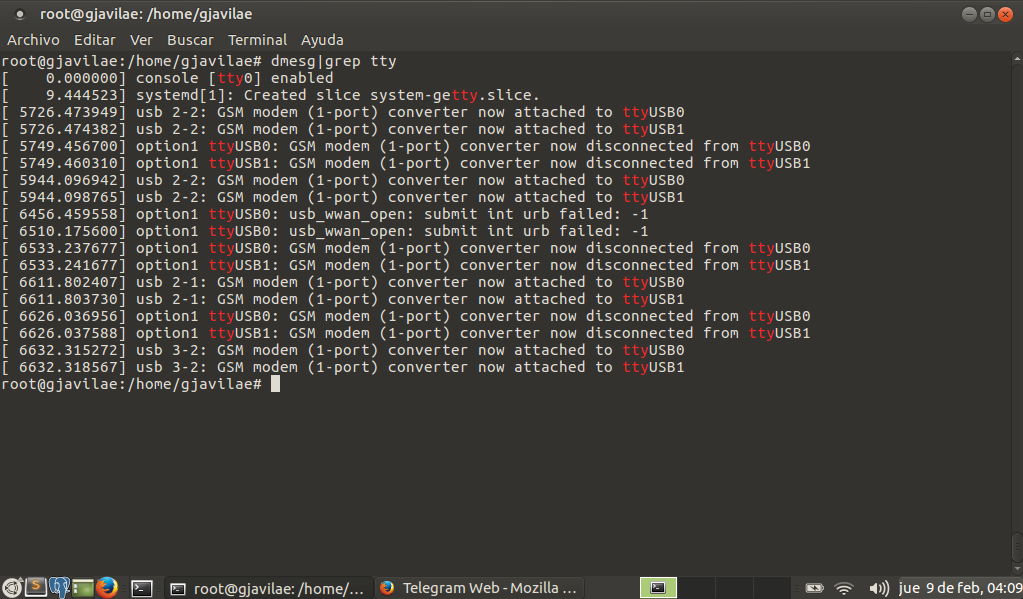 root@gjavilae: /home/gjavilae
Archivo Editar Ver Buscar Terminal Ayuda
root@gjavilae:/home/gjavilae# dmesg|grep tty
[    0.000000] console [tty0] enabled
[    9.444523] systemd[1]: Created slice system-getty.slice.
[ 5726.473949] usb 2-2: GSM modem (1-port) converter now attached to ttyUSB0
[ 5726.474382] usb 2-2: GSM modem (1-port) converter now attached to ttyUSB1
[ 5749.456700] option1 ttyUSB0: GSM modem (1-port) converter now disconnected from ttyUSB0
[ 5749.460310] option1 ttyUSB1: GSM modem (1-port) converter now disconnected from ttyUSB1
[ 5944.096942] usb 2-2: GSM modem (1-port) converter now attached to ttyUSB0
[ 5944.098765] usb 2-2: GSM modem (1-port) converter now attached to ttyUSB1
[ 6456.459558] option1 ttyUSB0: usb_wwan_open: submit int urb failed: -1
[ 6510.175600] option1 ttyUSB0: usb_wwan_open: submit int urb failed: -1
[ 6533.237677] option1 ttyUSB0: GSM modem (1-port) converter now disconnected from ttyUSB0
[ 6533.241677] option1 ttyUSB1: GSM modem (1-port) converter now disconnected from ttyUSB1
[ 6611.802407] usb 2-1: GSM modem (1-port) converter now attached to ttyUSB0
[ 6611.803730] usb 2-1: GSM modem (1-port) converter now attached to ttyUSB1
[ 6626.036956] option1 ttyUSB0: GSM modem (1-port) converter now disconnected from ttyUSB0
[ 6626.037588] option1 ttyUSB1: GSM modem (1-port) converter now disconnected from ttyUSB1
[ 6632.315272] usb 3-2: GSM modem (1-port) converter now attached to ttyUSB0
[ 6632.318567] usb 3-2: GSM modem (1-port) converter now attached to ttyUSB1
root@gjavilae:/home/gjavilae#
root@gjavilae: /home/... Telegram Web - Mozilla ... jue 9 de feb, 04:09